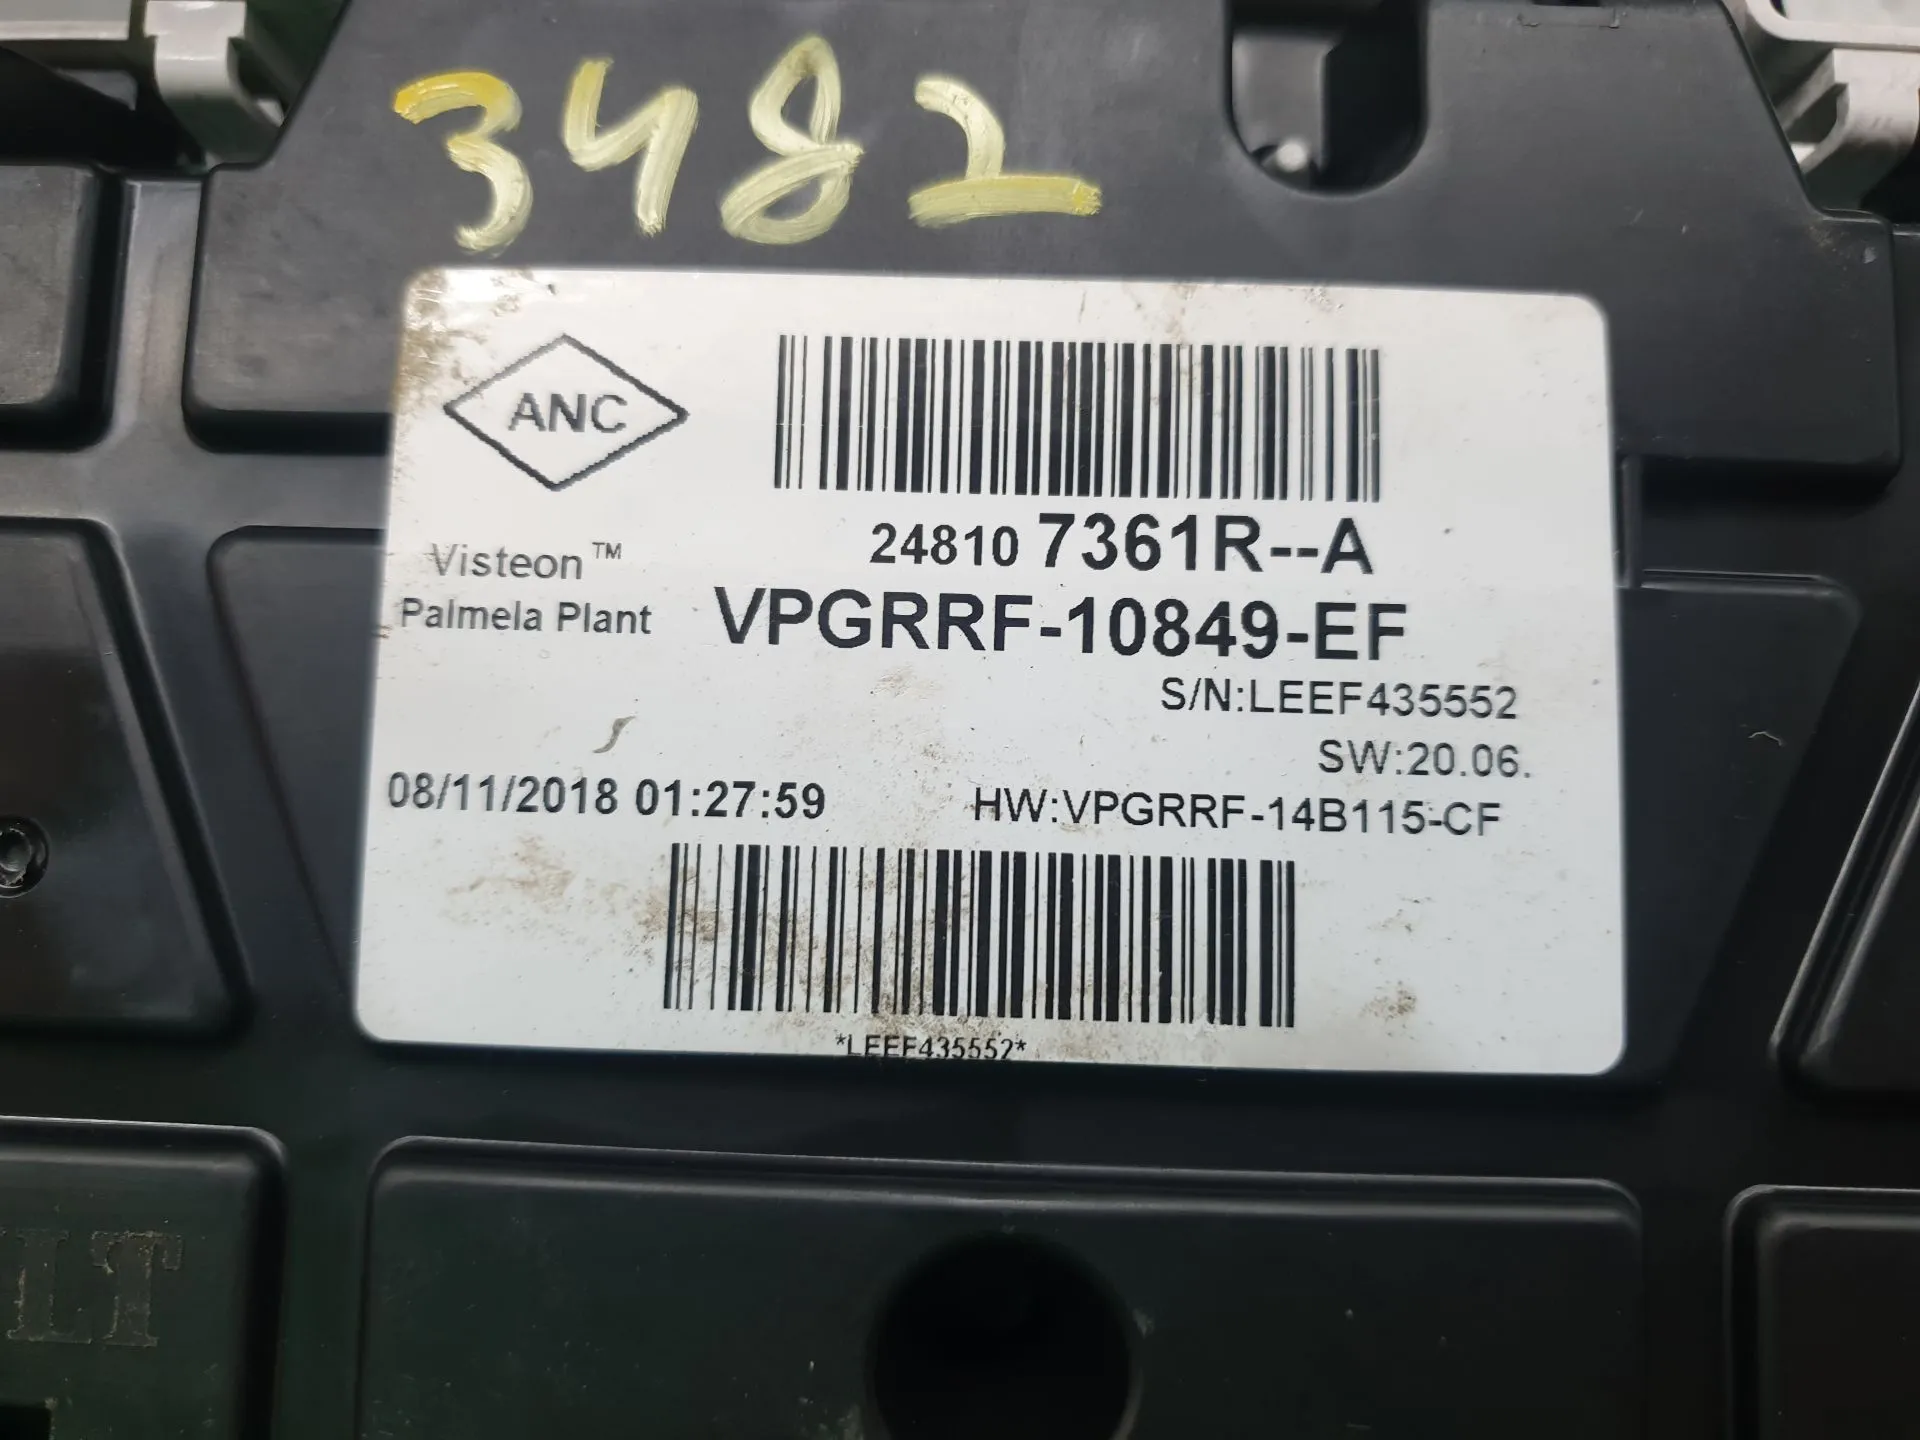 3482
ANC
24810 7361R--A
Visteon™
Palmela Plant
VPGRRF-10849-EF
S/N:LEEF435552
SW:20.06.
08/11/2018 01:27:59
HW:VPGRRF-14B115-CF
*LEEF435552*
LT